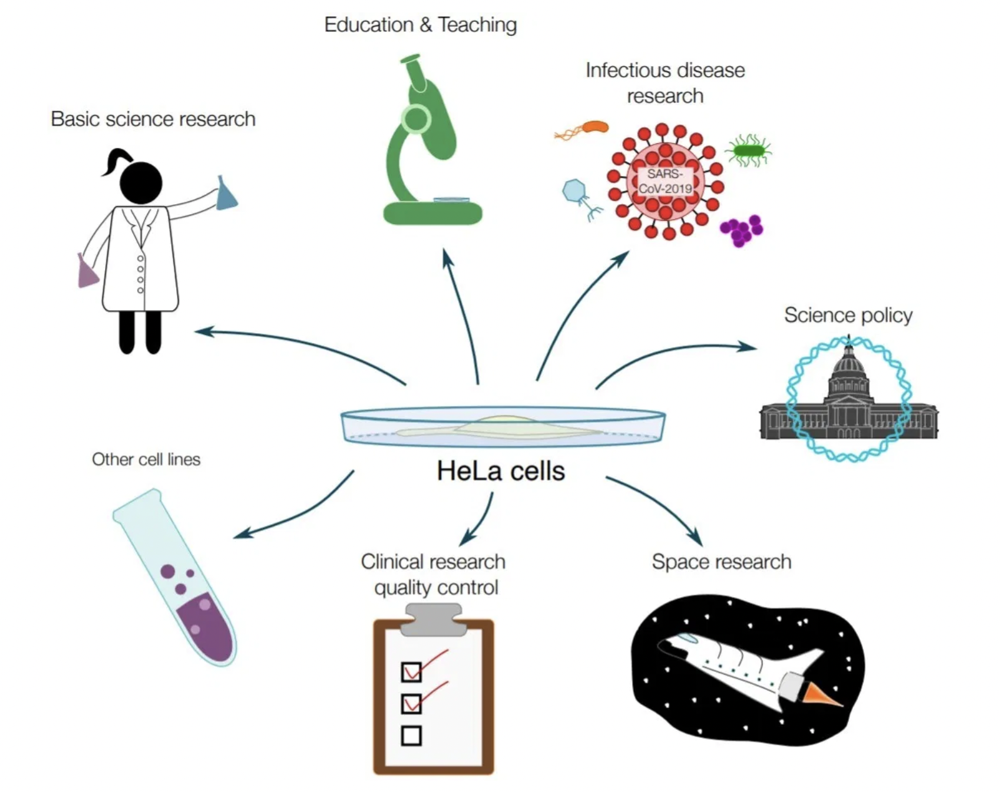 Education & Teaching
Infectious disease
research
Basic science research
SARS-
CoV-2019
Science policy
Other cell lines
HeLa cells
Clinical research
quality control
Space research